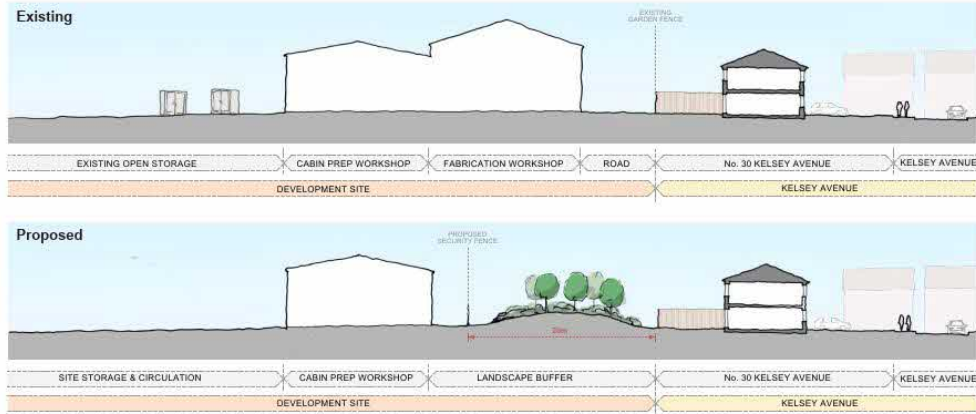 Existing
EXISTING
GARDEN FENCE
EXISTING OPEN STORAGE
CABIN PREP WORKSHOP
FABRICATION WORKSHOP
ROAD
No. 30 KELSEY AVENUE
KELSEY AVENUE
DEVELOPMENT SITE
KELSEY AVENUE
Proposed
PROPOSED
SECURITY FENCE
SITE STORAGE & CIRCULATION
CABIN PREP WORKSHOP
LANDSCAPE BUFFER
No. 30 KELSEY AVENUE
KELSEY AVENUE
DEVELOPMENT SITE
KELSEY AVENUE